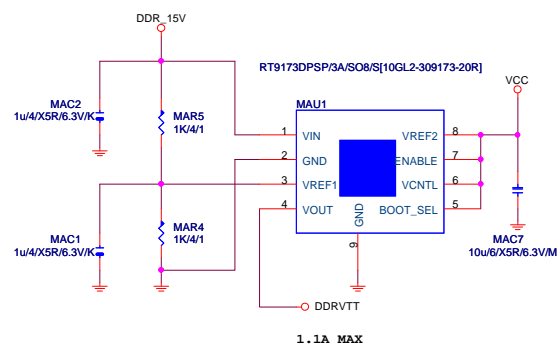 DDR_15V
RT9173DPSP/3A/SO8/S[10GL2-309173-20R]
VCC
MAC2
1u/4/X5R/6.3V/K
MAR5
1K/4/1
MAU1
1 VIN
2 GND
3 VREF1
4 VOUT
VREF2 8
ENABLE 7
VCNTL 6
BOOT_SEL 5
GND
9
MAC1
1u/4/X5R/6.3V/K
MAR4
1K/4/1
MAC7
10u/6/X5R/6.3V/M
DDRVTT
1.1A MAX